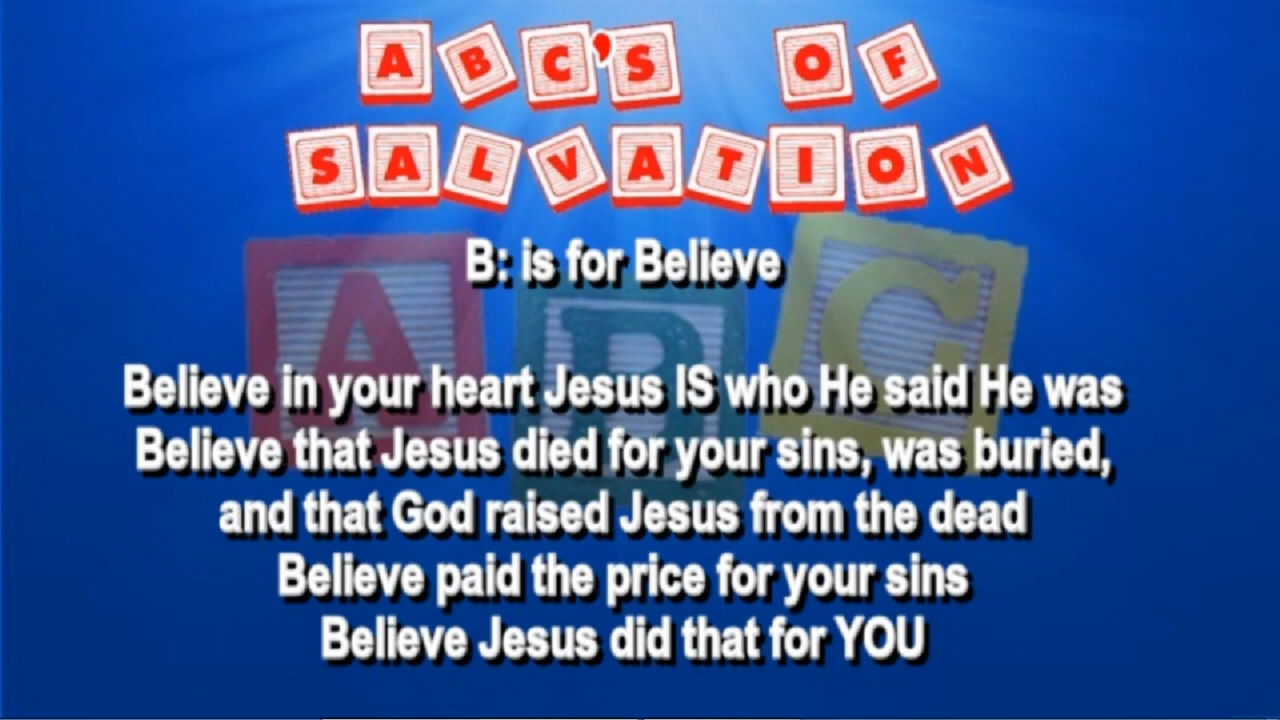 ABC'S OF
SALVATION
B: is for Believe
A B C
Believe in your heart Jesus IS who He said He was
Believe that Jesus died for your sins, was buried,
and that God raised Jesus from the dead
Believe paid the price for your sins
Believe Jesus did that for YOU